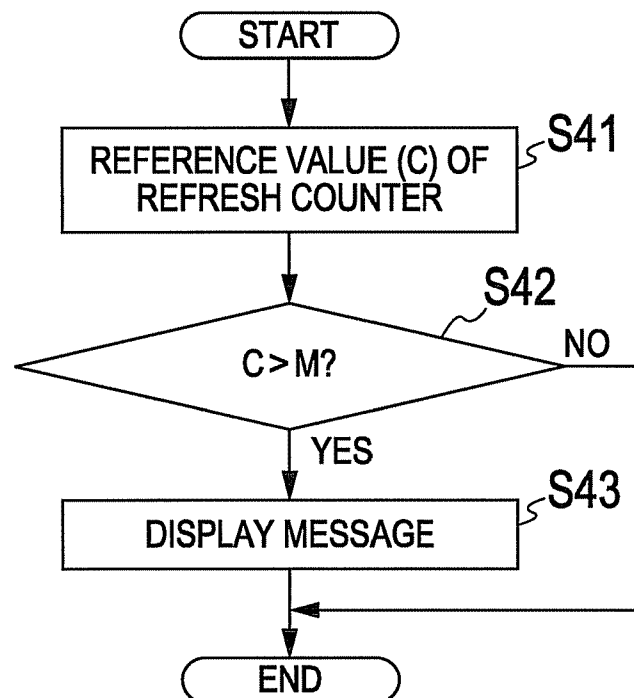 START
REFERENCE VALUE (C) OF
REFRESH COUNTER
S41
S42
C > M?
NO
YES
S43
DISPLAY MESSAGE
END